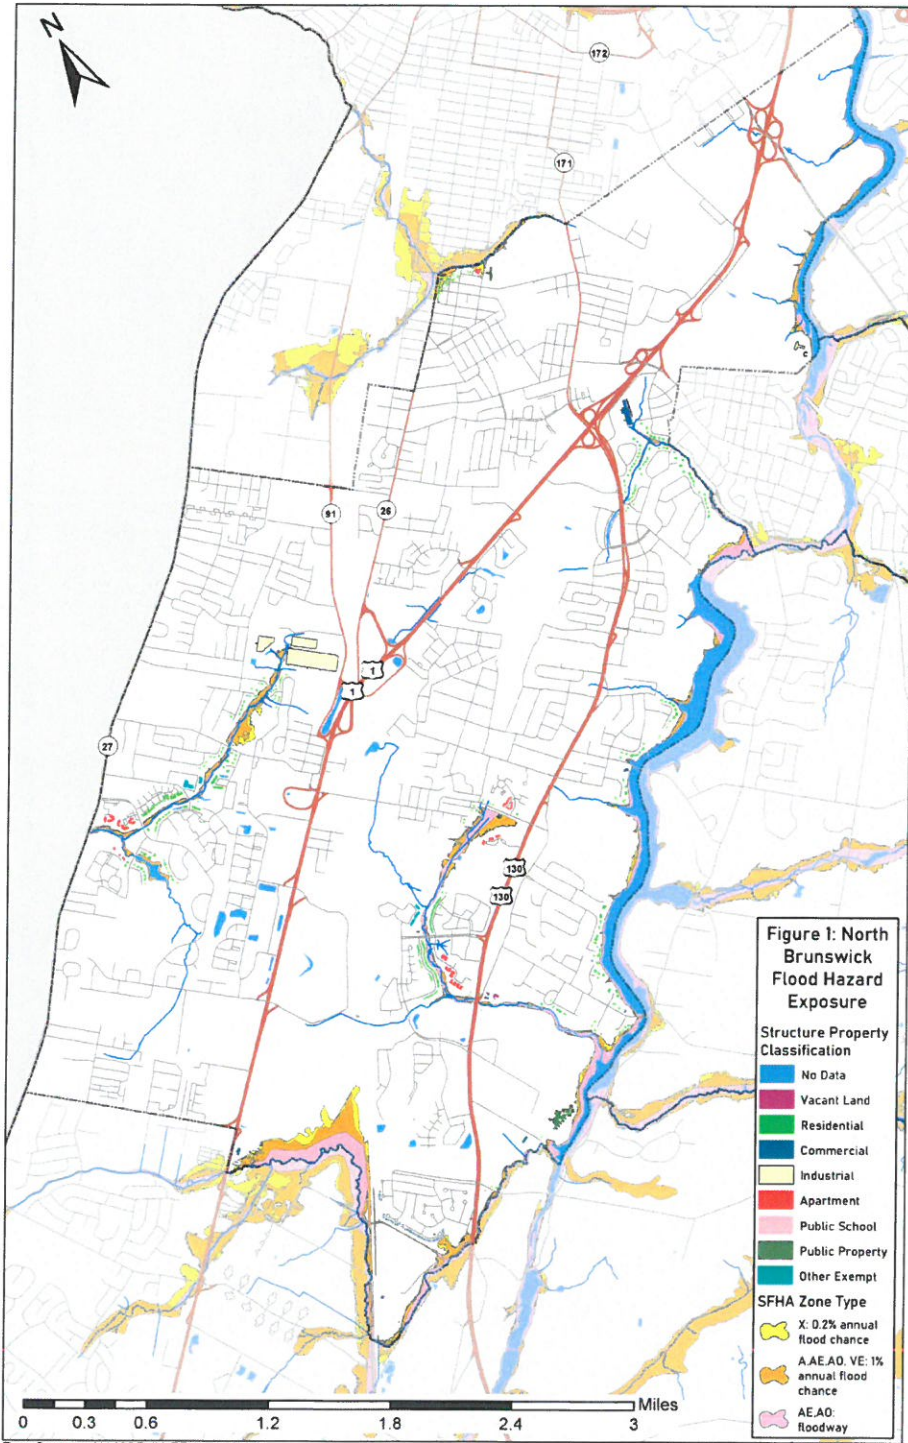 N
172
171
C
91
26
1
1
27
130
130
Figure 1: North
Brunswick
Flood Hazard
Exposure
Structure Property
Classification
No Data
Vacant Land
Residential
Commercial
Industrial
Apartment
Public School
Public Property
Other Exempt
SFHA Zone Type
X: 0.2% annual
flood chance
A,AE,AO, VE: 1%
annual flood
chance
AE,AO:
floodway
Miles
0 0.3 0.6 1.2 1.8 2.4 3